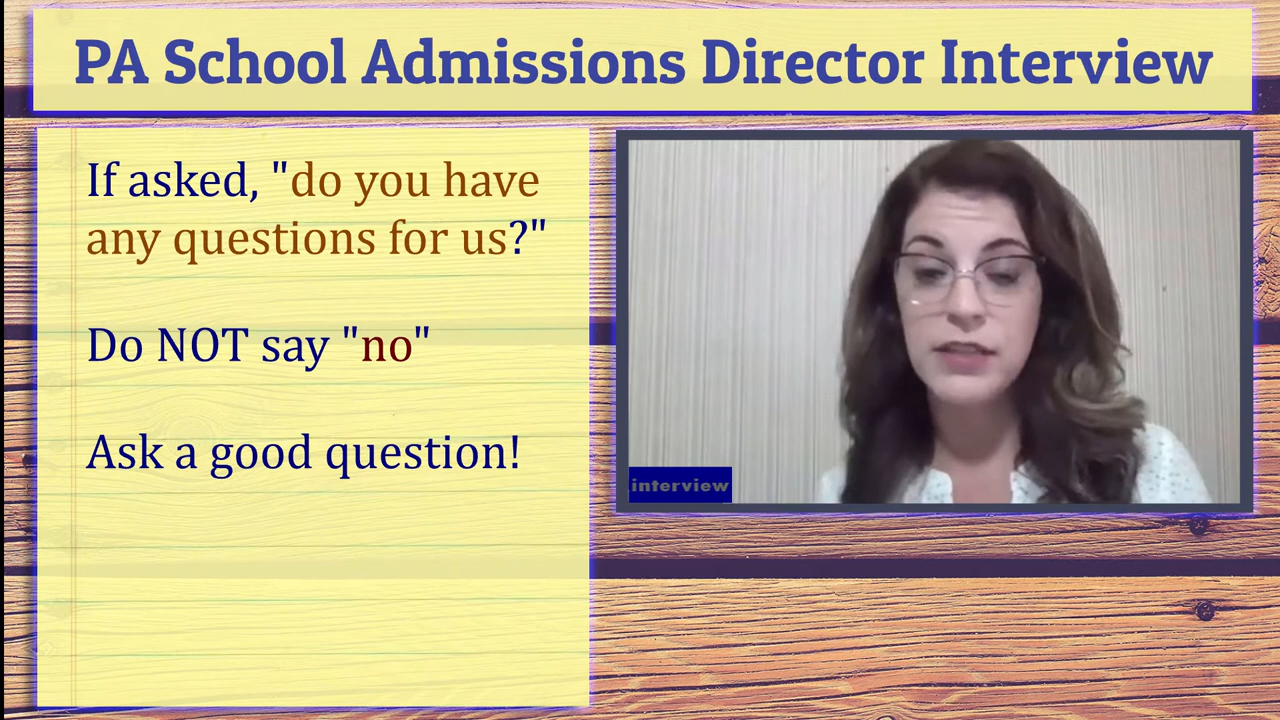 PA School Admissions Director Interview
If asked, "do you have
any questions for us?"
Do NOT say "no"
Ask a good question!
interview